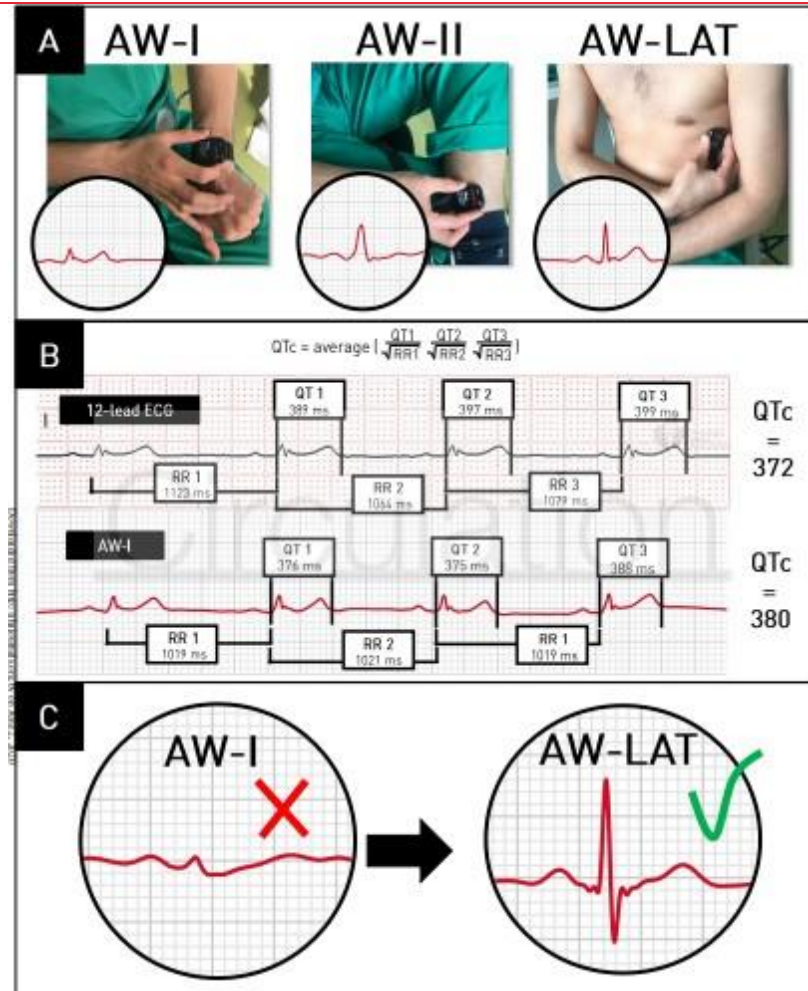 A
AW-I
AW-II
AW-LAT
B
QTc = average ( QT1/√RR1 QT2/√RR2 QT3/√RR3 )
I
12-lead ECG
QT 1
389 ms
QT 2
397 ms
QT 3
399 ms
RR 1
1123 ms
RR 2
1064 ms
RR 3
1079 ms
QTc
=
372
Circulation
AW-I
QT 1
376 ms
QT 2
375 ms
QT 3
388 ms
RR 1
1019 ms
RR 2
1021 ms
RR 1
1019 ms
QTc
=
380
C
AW-I
AW-LAT